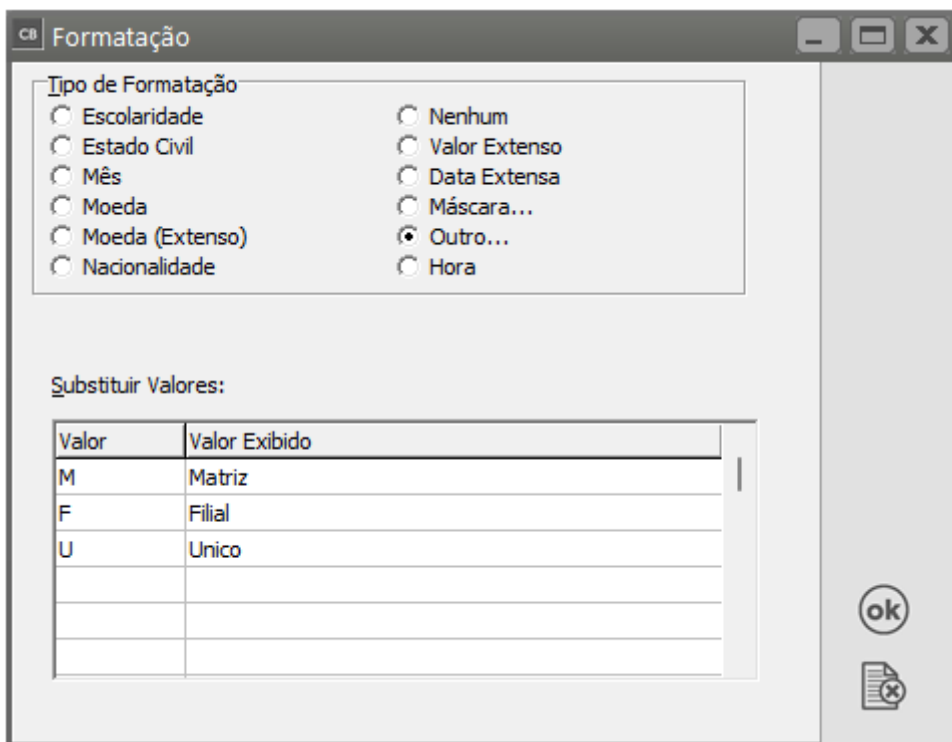 CB Formatação
Tipo de Formatação
Escolaridade
Estado Civil
Mês
Moeda
Moeda (Extenso)
Nacionalidade
Nenhum
Valor Extenso
Data Extensa
Máscara...
Outro...
Hora
Substituir Valores:
Valor Valor Exibido
M Matriz
F Filial
U Unico
ok